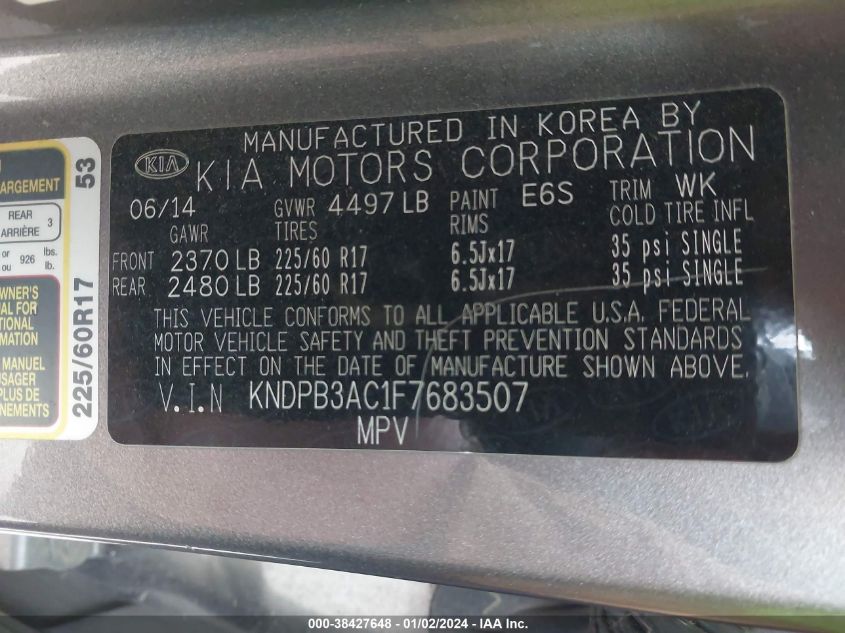 MANUFACTURED IN KOREA BY
KIA KIA MOTORS CORPORATION
06/14 GVWR 4497 LB PAINT E6S TRIM WK
GAWR TIRES RIMS COLD TIRE INFL
FRONT 2370 LB 225/60 R17 6.5Jx17 35 psi SINGLE
REAR 2480 LB 225/60 R17 6.5Jx17 35 psi SINGLE
THIS VEHICLE CONFORMS TO ALL APPLICABLE U.S.A. FEDERAL
MOTOR VEHICLE SAFETY AND THEFT PREVENTION STANDARDS
IN EFFECT ON THE DATE OF MANUFACTURE SHOWN ABOVE.
V.I.N KNDPB3AC1F7683507
MPV
ARGEMENT
REAR
ARRIÈRE 3
or 926 lbs.
ou lb.
WNER'S
AL FOR
TIONAL
MATION
MANUEL
USAGER
PLUS DE
NEMENTS
225/60R17 53
000-38427648 - 01/02/2024 - IAA Inc.